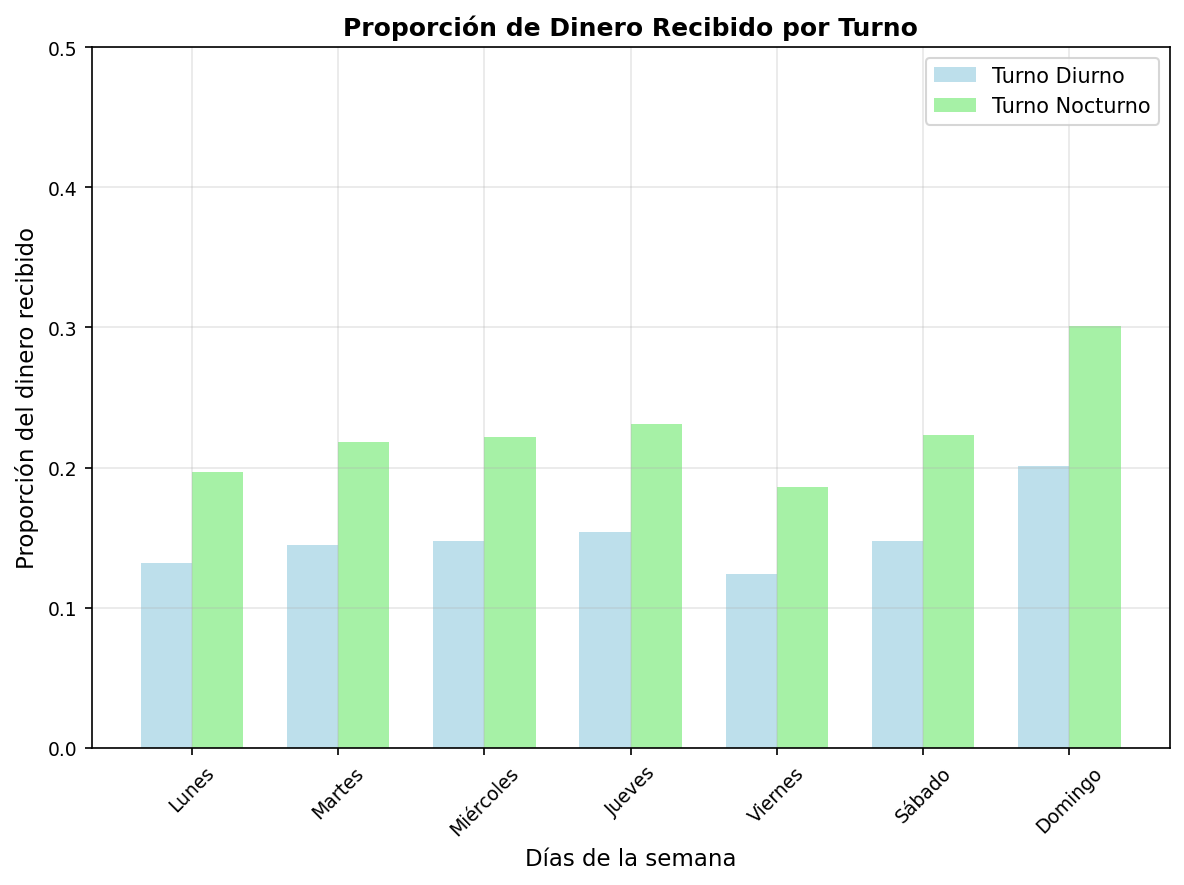 Proporción de Dinero Recibido por Turno
Turno Diurno
Turno Nocturno
Proporción del dinero recibido
0.5
0.4
0.3
0.2
0.1
0.0
Lunes
Martes
Miércoles
Jueves
Viernes
Sábado
Domingo
Días de la semana